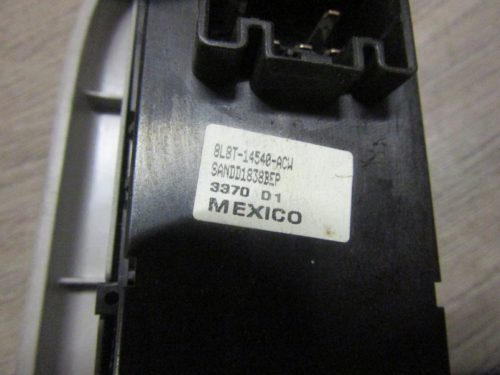 8L8T-14540-ACW
SANDD1838BEP
3370 D1
MEXICO